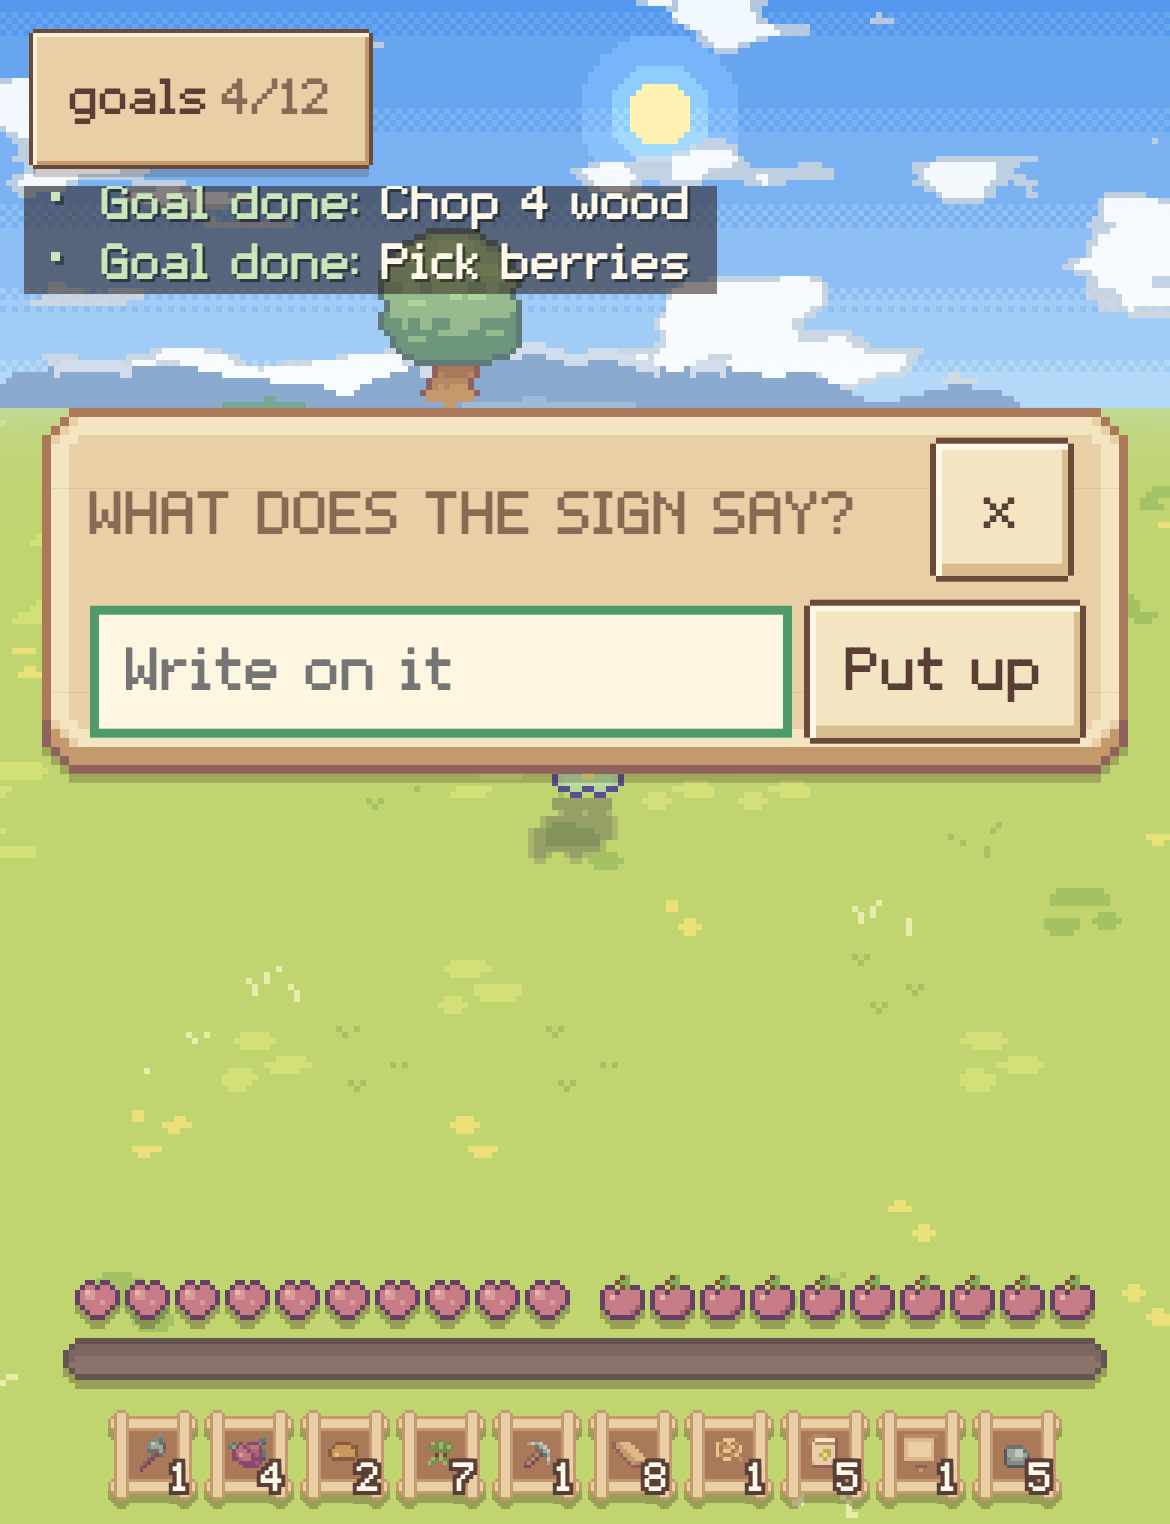 goals 4/12
• Goal done: Chop 4 wood
• Goal done: Pick berries
WHAT DOES THE SIGN SAY?
x
Write on it
Put up
1 4 2 7 1 8 1 5 1 5